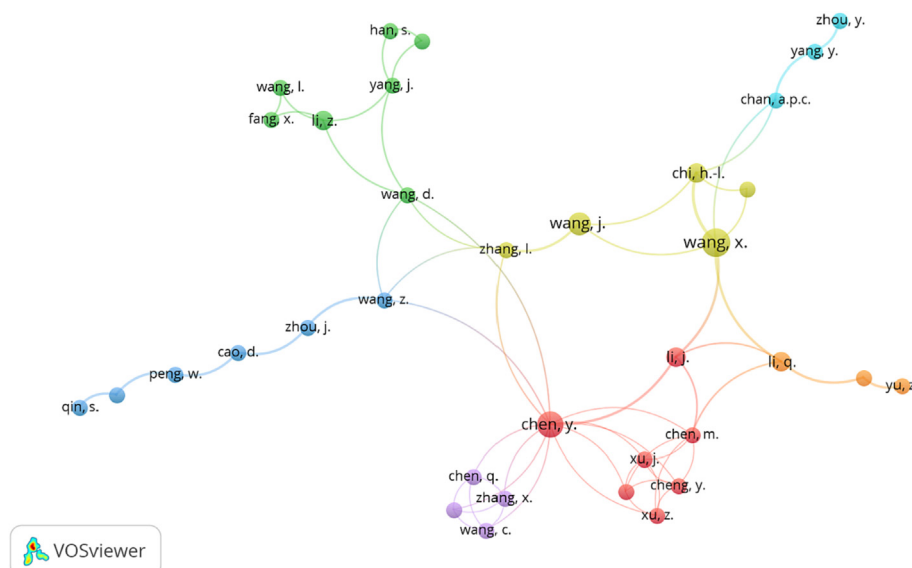 zhou, y.
han, s.
yang, y.
yang, j.
wang, l.
chan, a.p.c.
fang, x.
li, z.
chi, h.-l.
wang, d.
wang, j.
wang, x.
zhang, l.
wang, z.
zhou, j.
cao, d.
li, j.
li, q.
peng, w.
yu, z
qin, s.
chen, y.
chen, m.
xu, j.
chen, q.
cheng, y.
zhang, x.
xu, z.
wang, c.
VOSviewer